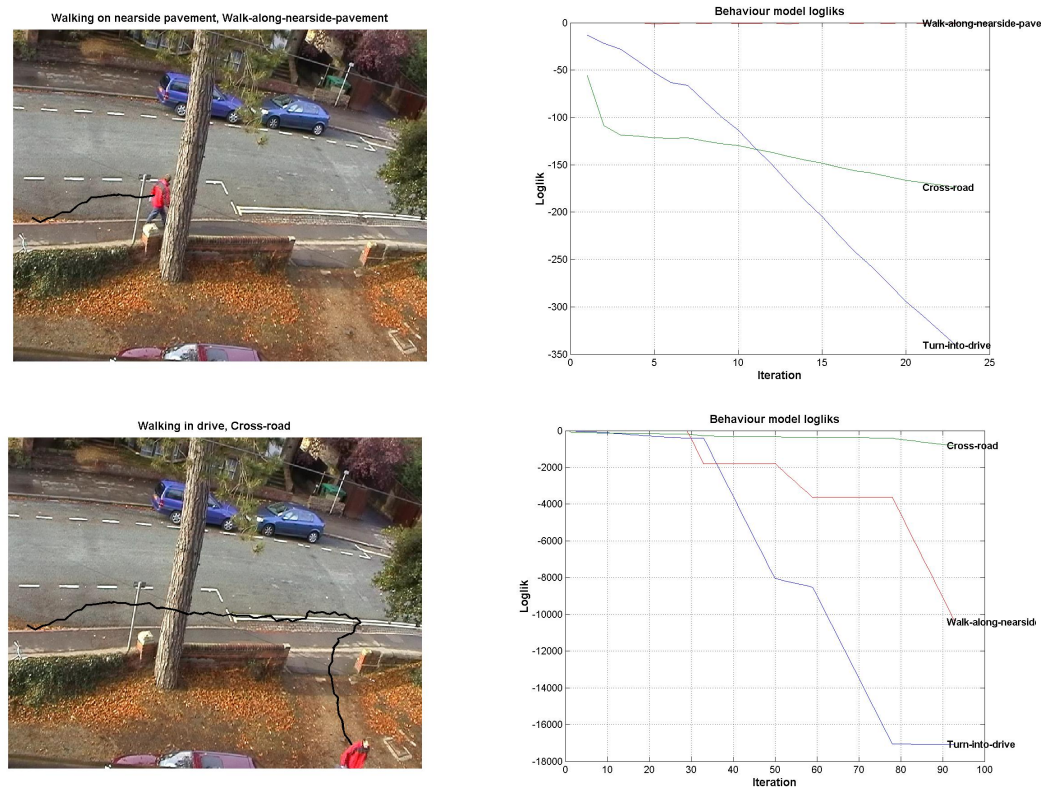 Walking on nearside pavement, Walk-along-nearside-pavement
Behaviour model logliks
0
-50
-100
-150
-200
-250
-300
-350
Loglik
Walk-along-nearside-pave
Cross-road
Turn-into-drive
0 5 10 15 20 25
Iteration
Walking in drive, Cross-road
Behaviour model logliks
0
-2000
-4000
-6000
-8000
-10000
-12000
-14000
-16000
-18000
Loglik
Cross-road
Walk-along-nearside
Turn-into-drive
0 10 20 30 40 50 60 70 80 90 100
Iteration